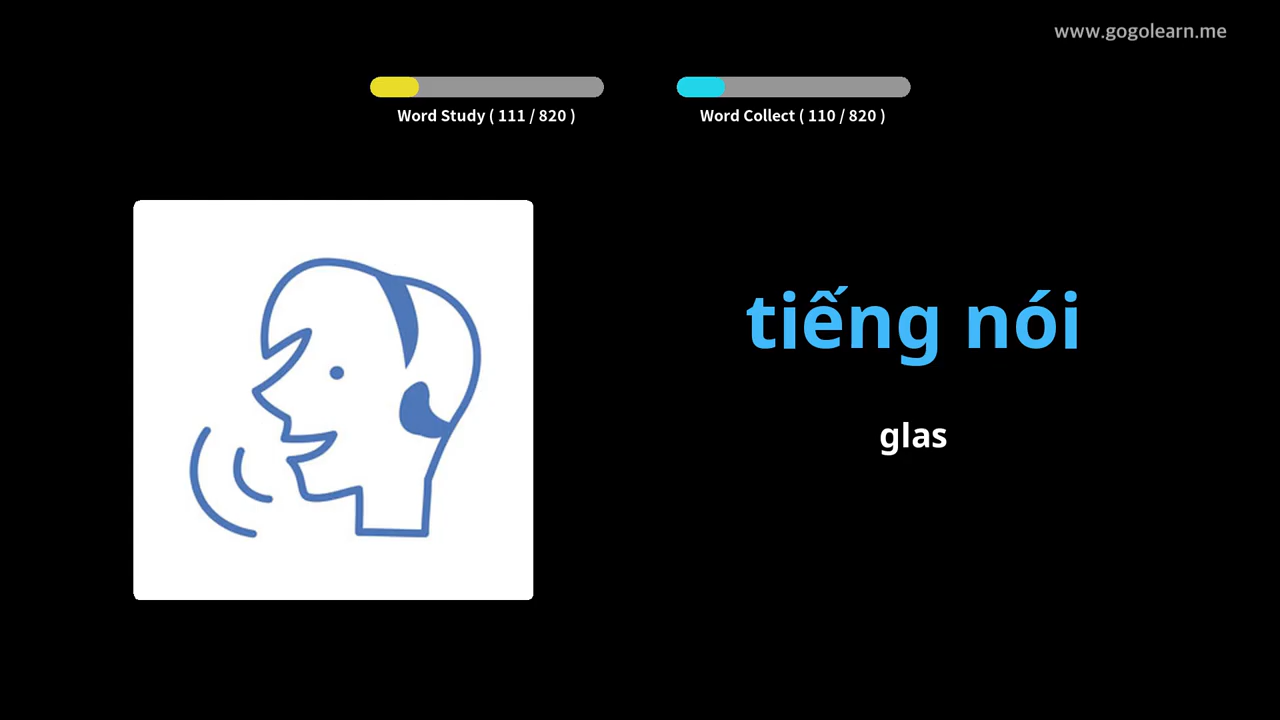 www.gogolearn.me
Word Study ( 111 / 820 )
Word Collect ( 110 / 820 )
tiếng nói
glas